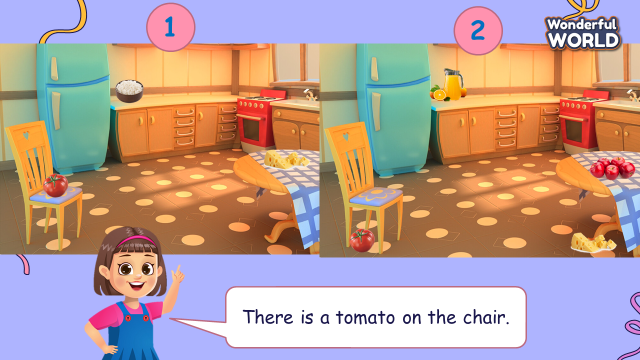 1
2
Wonderful
WORLD
There is a tomato on the chair.